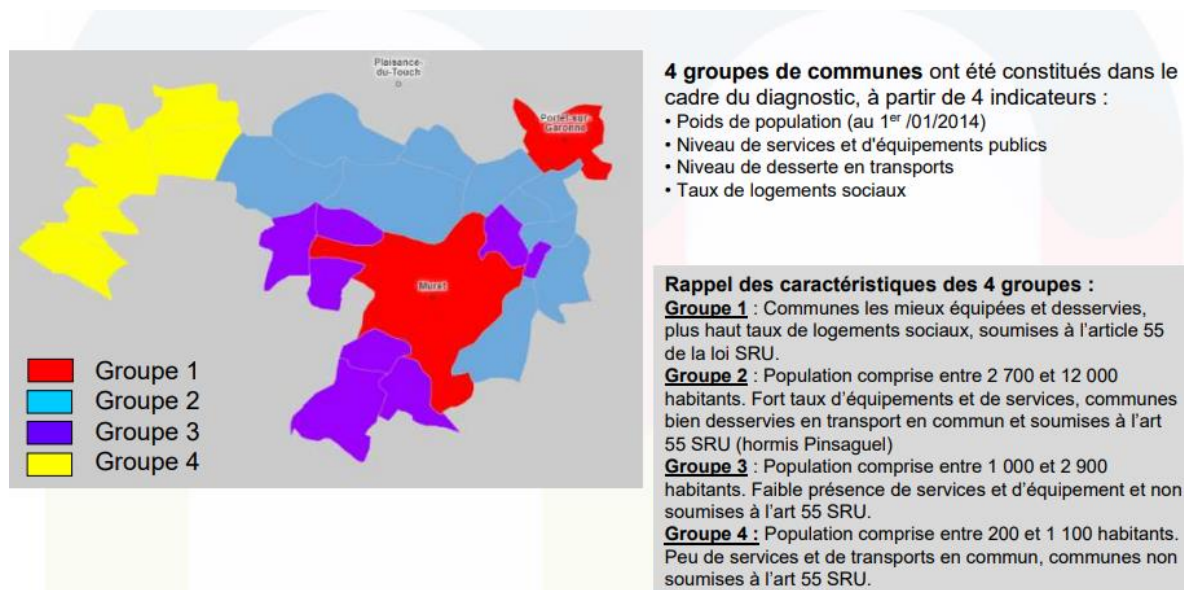 Plaisance-
du-Touch
Portet-sur-
Garonne
Muret
Groupe 1
Groupe 2
Groupe 3
Groupe 4
4 groupes de communes ont été constitués dans le
cadre du diagnostic, à partir de 4 indicateurs :
• Poids de population (au 1er /01/2014)
• Niveau de services et d'équipements publics
• Niveau de desserte en transports
• Taux de logements sociaux
Rappel des caractéristiques des 4 groupes :
Groupe 1 : Communes les mieux équipées et desservies,
plus haut taux de logements sociaux, soumises à l'article 55
de la loi SRU.
Groupe 2 : Population comprise entre 2 700 et 12 000
habitants. Fort taux d'équipements et de services, communes
bien desservies en transport en commun et soumises à l'art
55 SRU (hormis Pinsaguel)
Groupe 3 : Population comprise entre 1 000 et 2 900
habitants. Faible présence de services et d'équipement et non
soumises à l'art 55 SRU.
Groupe 4 : Population comprise entre 200 et 1 100 habitants.
Peu de services et de transports en commun, communes non
soumises à l'art 55 SRU.